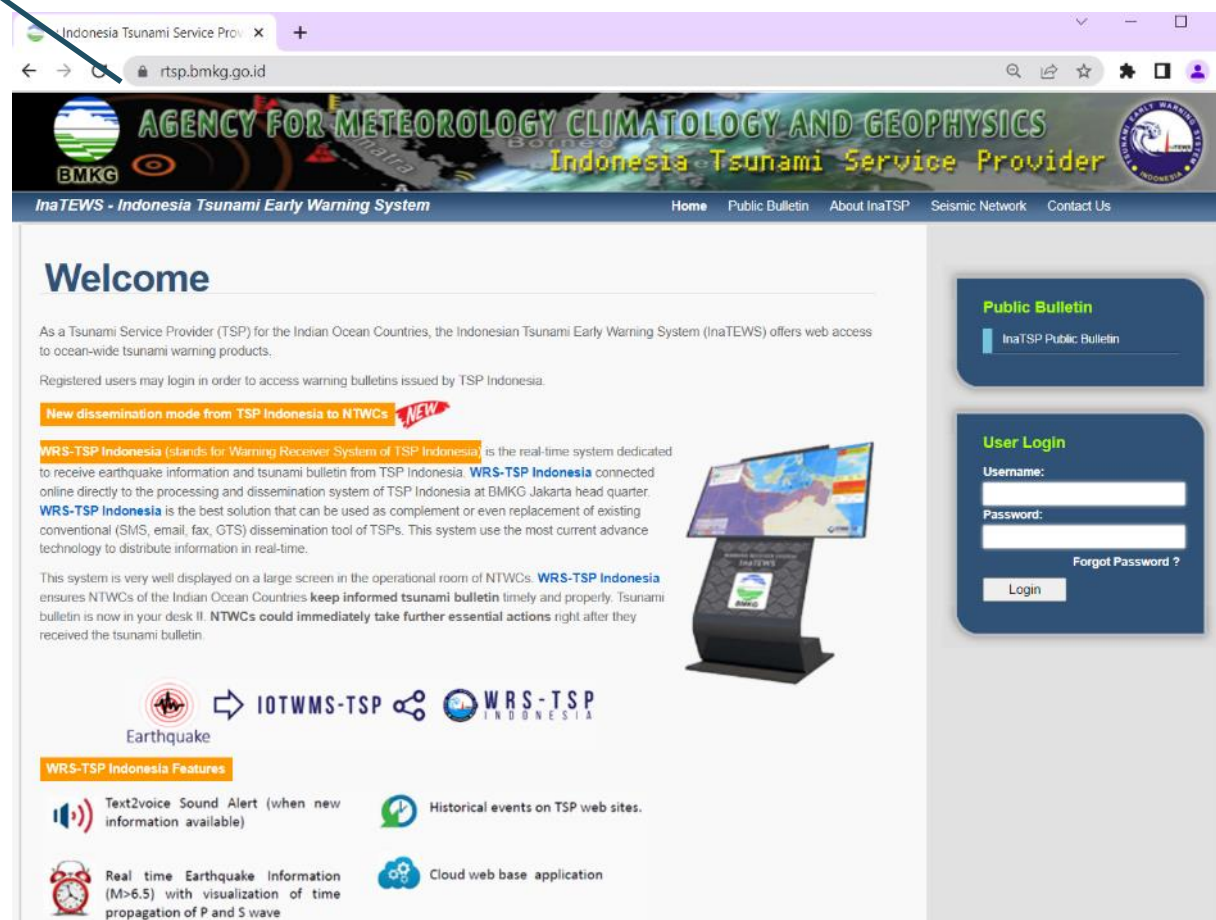 Indonesia Tsunami Service Prov
rtsp.bmkg.go.id
AGENCY FOR METEOROLOGY CLIMATOLOGY AND GEOPHYSICS
Borneo
Indonesia Tsunami Service Provider
BMKG
TSUNAMI EARLY WARNING SYSTEM
INDONESIA
InaTEWS - Indonesia Tsunami Early Warning System
Home Public Bulletin About InaTSP Seismic Network Contact Us
Welcome
As a Tsunami Service Provider (TSP) for the Indian Ocean Countries, the Indonesian Tsunami Early Warning System (InaTEWS) offers web access
to ocean-wide tsunami warning products.
Registered users may login in order to access warning bulletins issued by TSP Indonesia.
New dissemination mode from TSP Indonesia to NTWCs NEW
WRS-TSP Indonesia (stands for Warning Receiver System of TSP Indonesia) is the real-time system dedicated
to receive earthquake information and tsunami bulletin from TSP Indonesia. WRS-TSP Indonesia connected
online directly to the processing and dissemination system of TSP Indonesia at BMKG Jakarta head quarter.
WRS-TSP Indonesia is the best solution that can be used as complement or even replacement of existing
conventional (SMS, email, fax, GTS) dissemination tool of TSPs. This system use the most current advance
technology to distribute information in real-time.
This system is very well displayed on a large screen in the operational room of NTWCs. WRS-TSP Indonesia
ensures NTWCs of the Indian Ocean Countries keep informed tsunami bulletin timely and properly. Tsunami
bulletin is now in your desk II. NTWCs could immediately take further essential actions right after they
received the tsunami bulletin.
Earthquake
IOTWMS-TSP
WRS-TSP
INDONESIA
WRS-TSP Indonesia Features
Text2voice Sound Alert (when new
information available)
Historical events on TSP web sites.
Real time Earthquake Information
(M>6.5) with visualization of time
propagation of P and S wave
Cloud web base application
Public Bulletin
InaTSP Public Bulletin
User Login
Username:
Password:
Forgot Password ?
Login